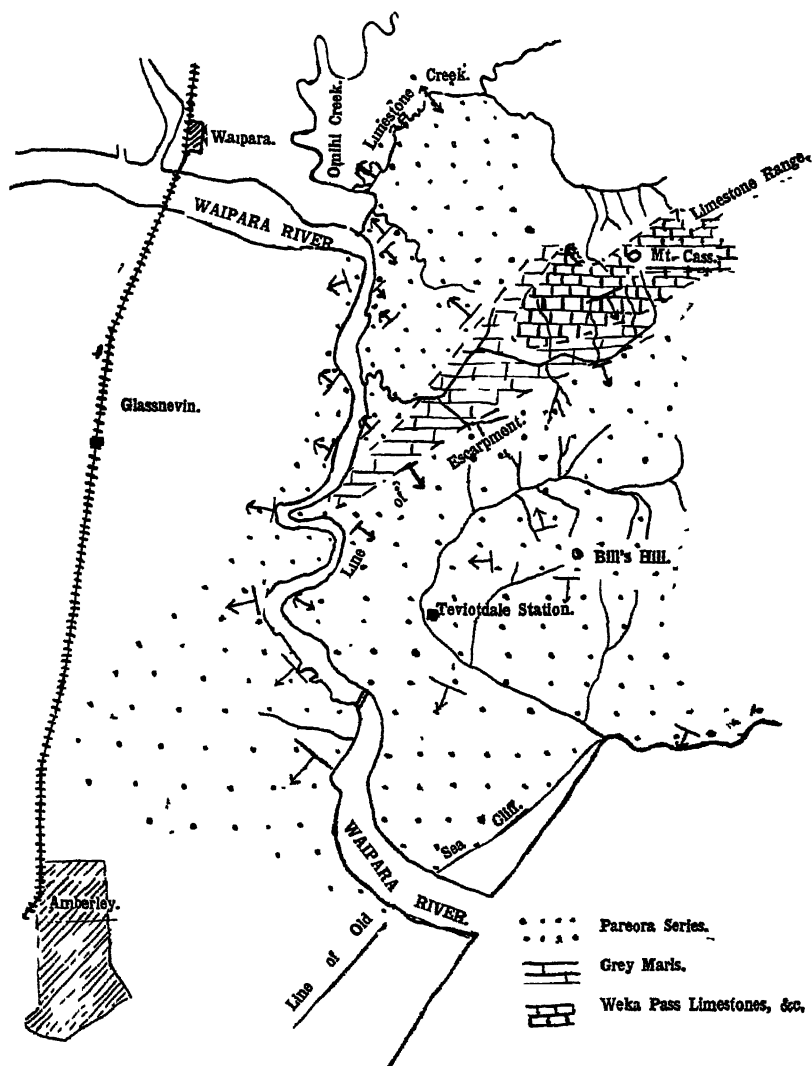 Creek.
Limestone
Omihi Creek.
Waipara.
WAIPARA RIVER
Limestone Range.
Mt. Cass.
Glassnevin.
Escarpment.
of
Line
Bill's Hill.
Teviotdale Station.
Sea Cliff.
WAIPARA RIVER.
Amberley.
Line of Old
Pareora Series.
Grey Marls.
Weka Pass Limestones, &c.